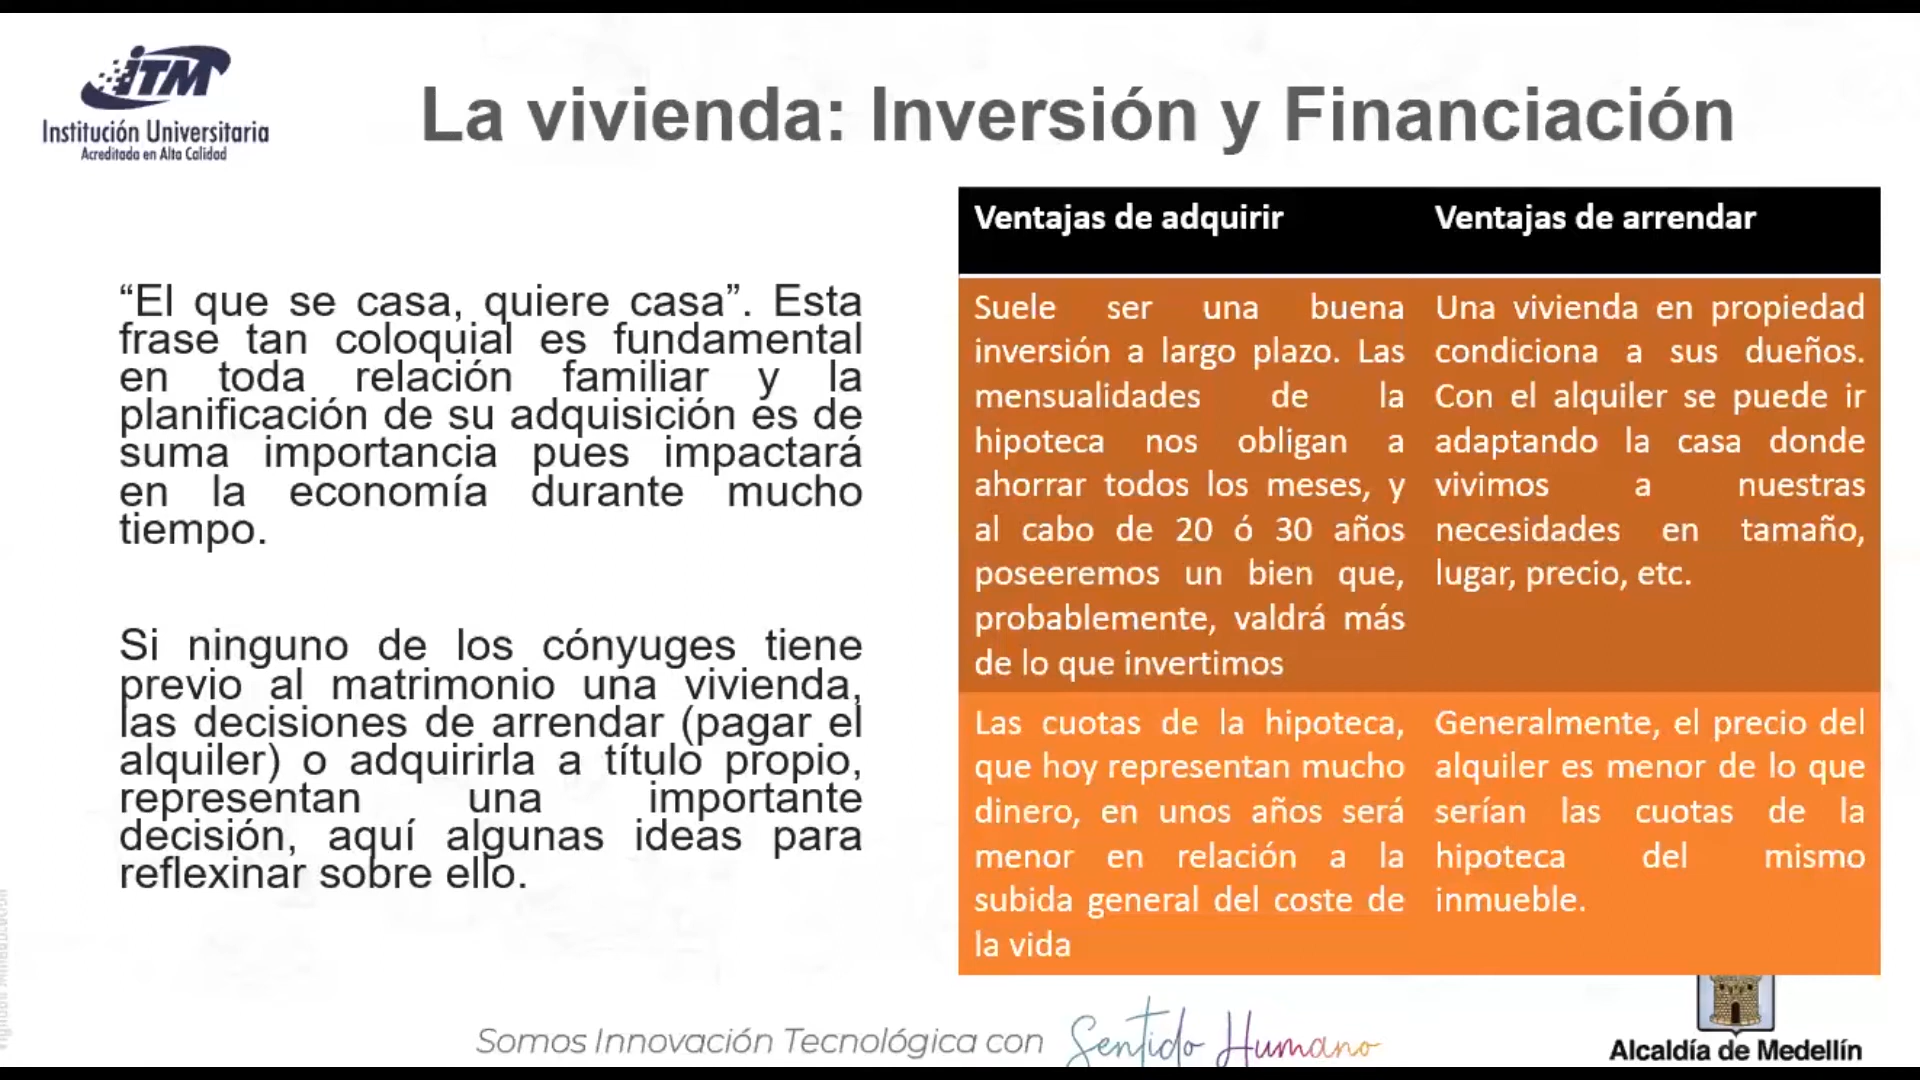 iTM
Institución Universitaria
Acreditada en Alta Calidad
La vivienda: Inversión y Financiación
“El que se casa, quiere casa”. Esta
frase tan coloquial es fundamental
en toda relación familiar y la
planificación de su adquisición es de
suma importancia pues impactará
en la economía durante mucho
tiempo.
Si ninguno de los cónyuges tiene
previo al matrimonio una vivienda,
las decisiones de arrendar (pagar el
alquiler) o adquirirla a título propio,
representan una importante
decisión, aquí algunas ideas para
reflexinar sobre ello.
Ventajas de adquirir
Suele ser una buena
inversión a largo plazo. Las
mensualidades de la
hipoteca nos obligan a
ahorrar todos los meses, y
al cabo de 20 ó 30 años
poseeremos un bien que,
probablemente, valdrá más
de lo que invertimos
Las cuotas de la hipoteca,
que hoy representan mucho
dinero, en unos años será
menor en relación a la
subida general del coste de
la vida
Ventajas de arrendar
Una vivienda en propiedad
condiciona a sus dueños.
Con el alquiler se puede ir
adaptando la casa donde
vivimos a nuestras
necesidades en tamaño,
lugar, precio, etc.
Generalmente, el precio del
alquiler es menor de lo que
serían las cuotas de la
hipoteca del mismo
inmueble.
Somos Innovación Tecnológica con Sentido Humano
Alcaldía de Medellín